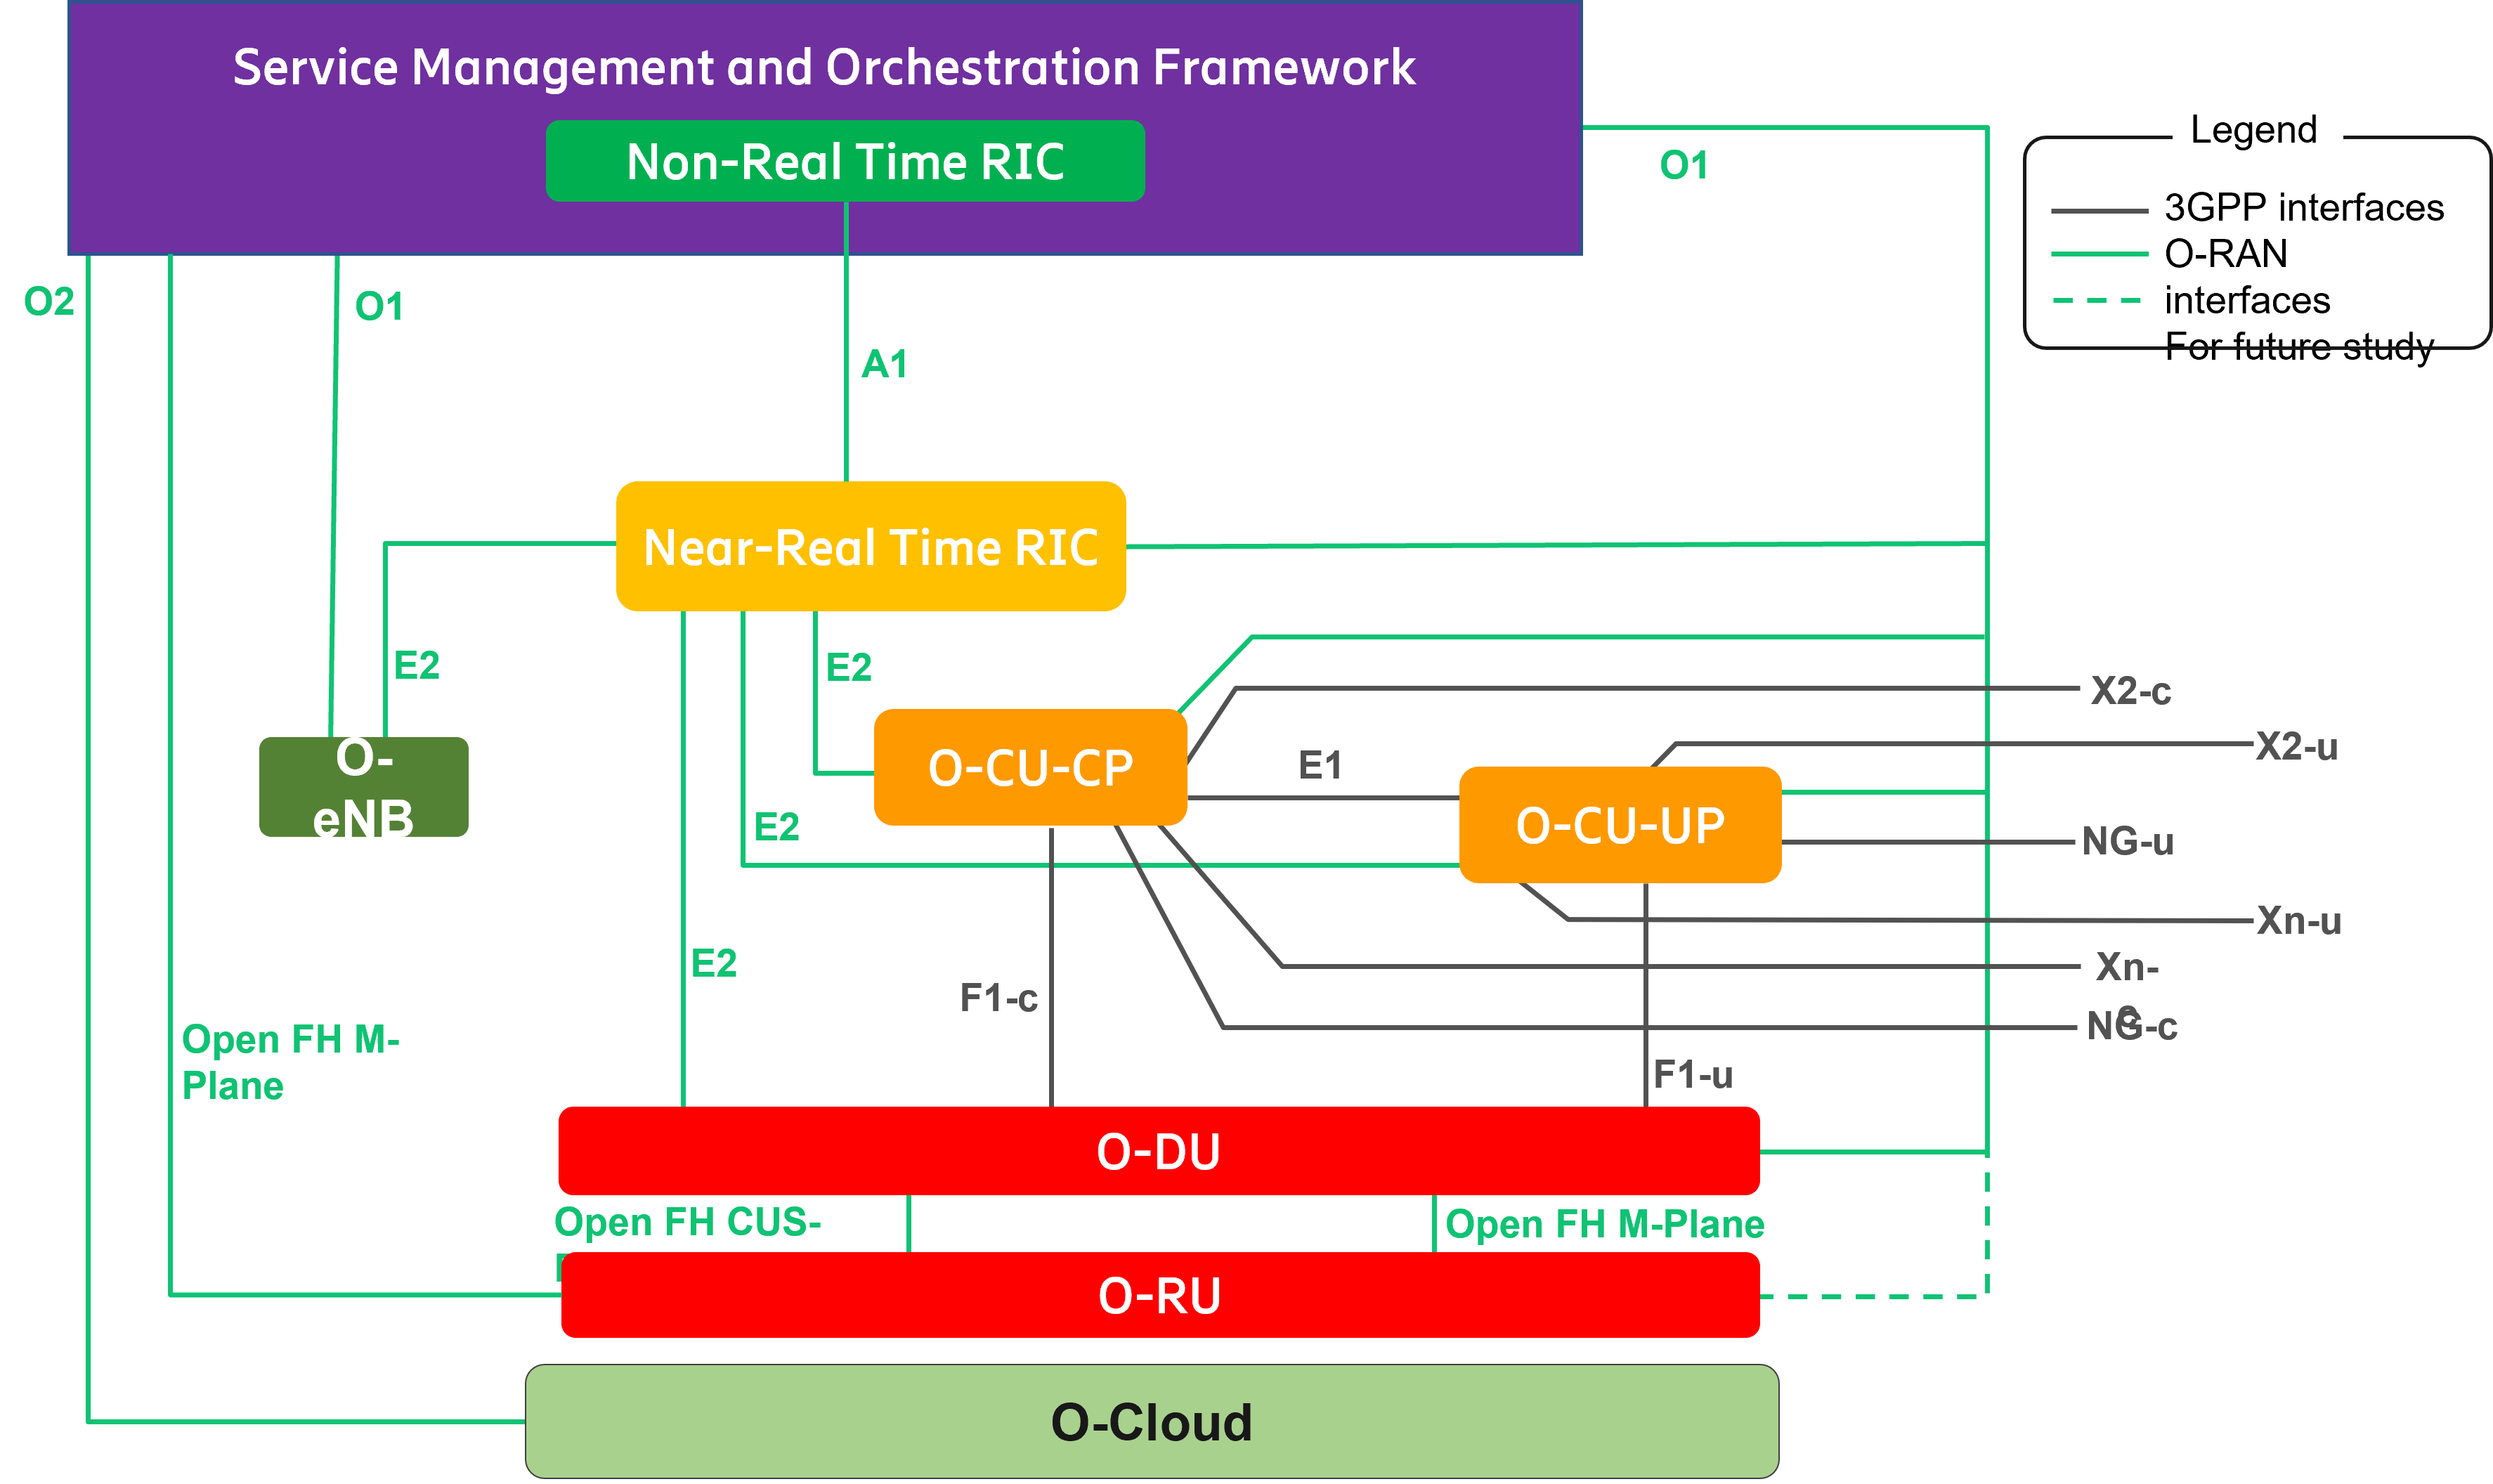 Service Management and Orchestration Framework
Non-Real Time RIC
Legend
3GPP interfaces
O-RAN
interfaces
For future study
O1
O2
O1
A1
Near-Real Time RIC
E2
E2
X2-c
X2-u
O-
eNB
O-CU-CP
E1
O-CU-UP
E2
NG-u
Xn-u
E2
F1-c
Xn-
c
NG-c
Open FH M-
Plane
F1-u
O-DU
Open FH CUS-
Open FH M-Plane
O-RU
O-Cloud